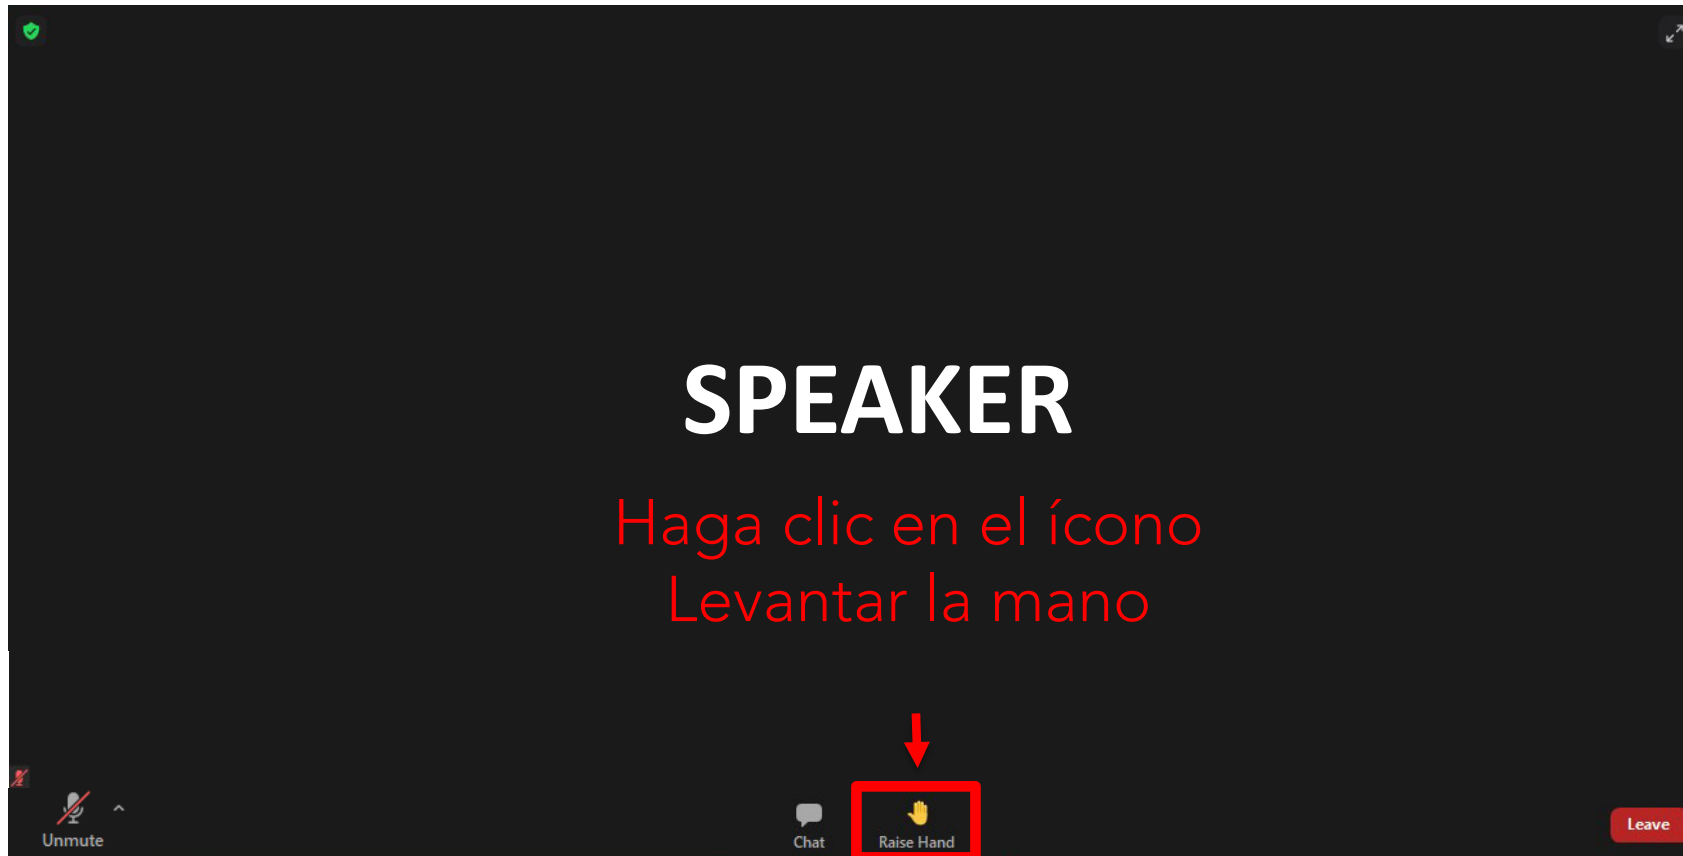 SPEAKER
Haga clic en el ícono
Levantar la mano
Unmute
Chat
Raise Hand
Leave